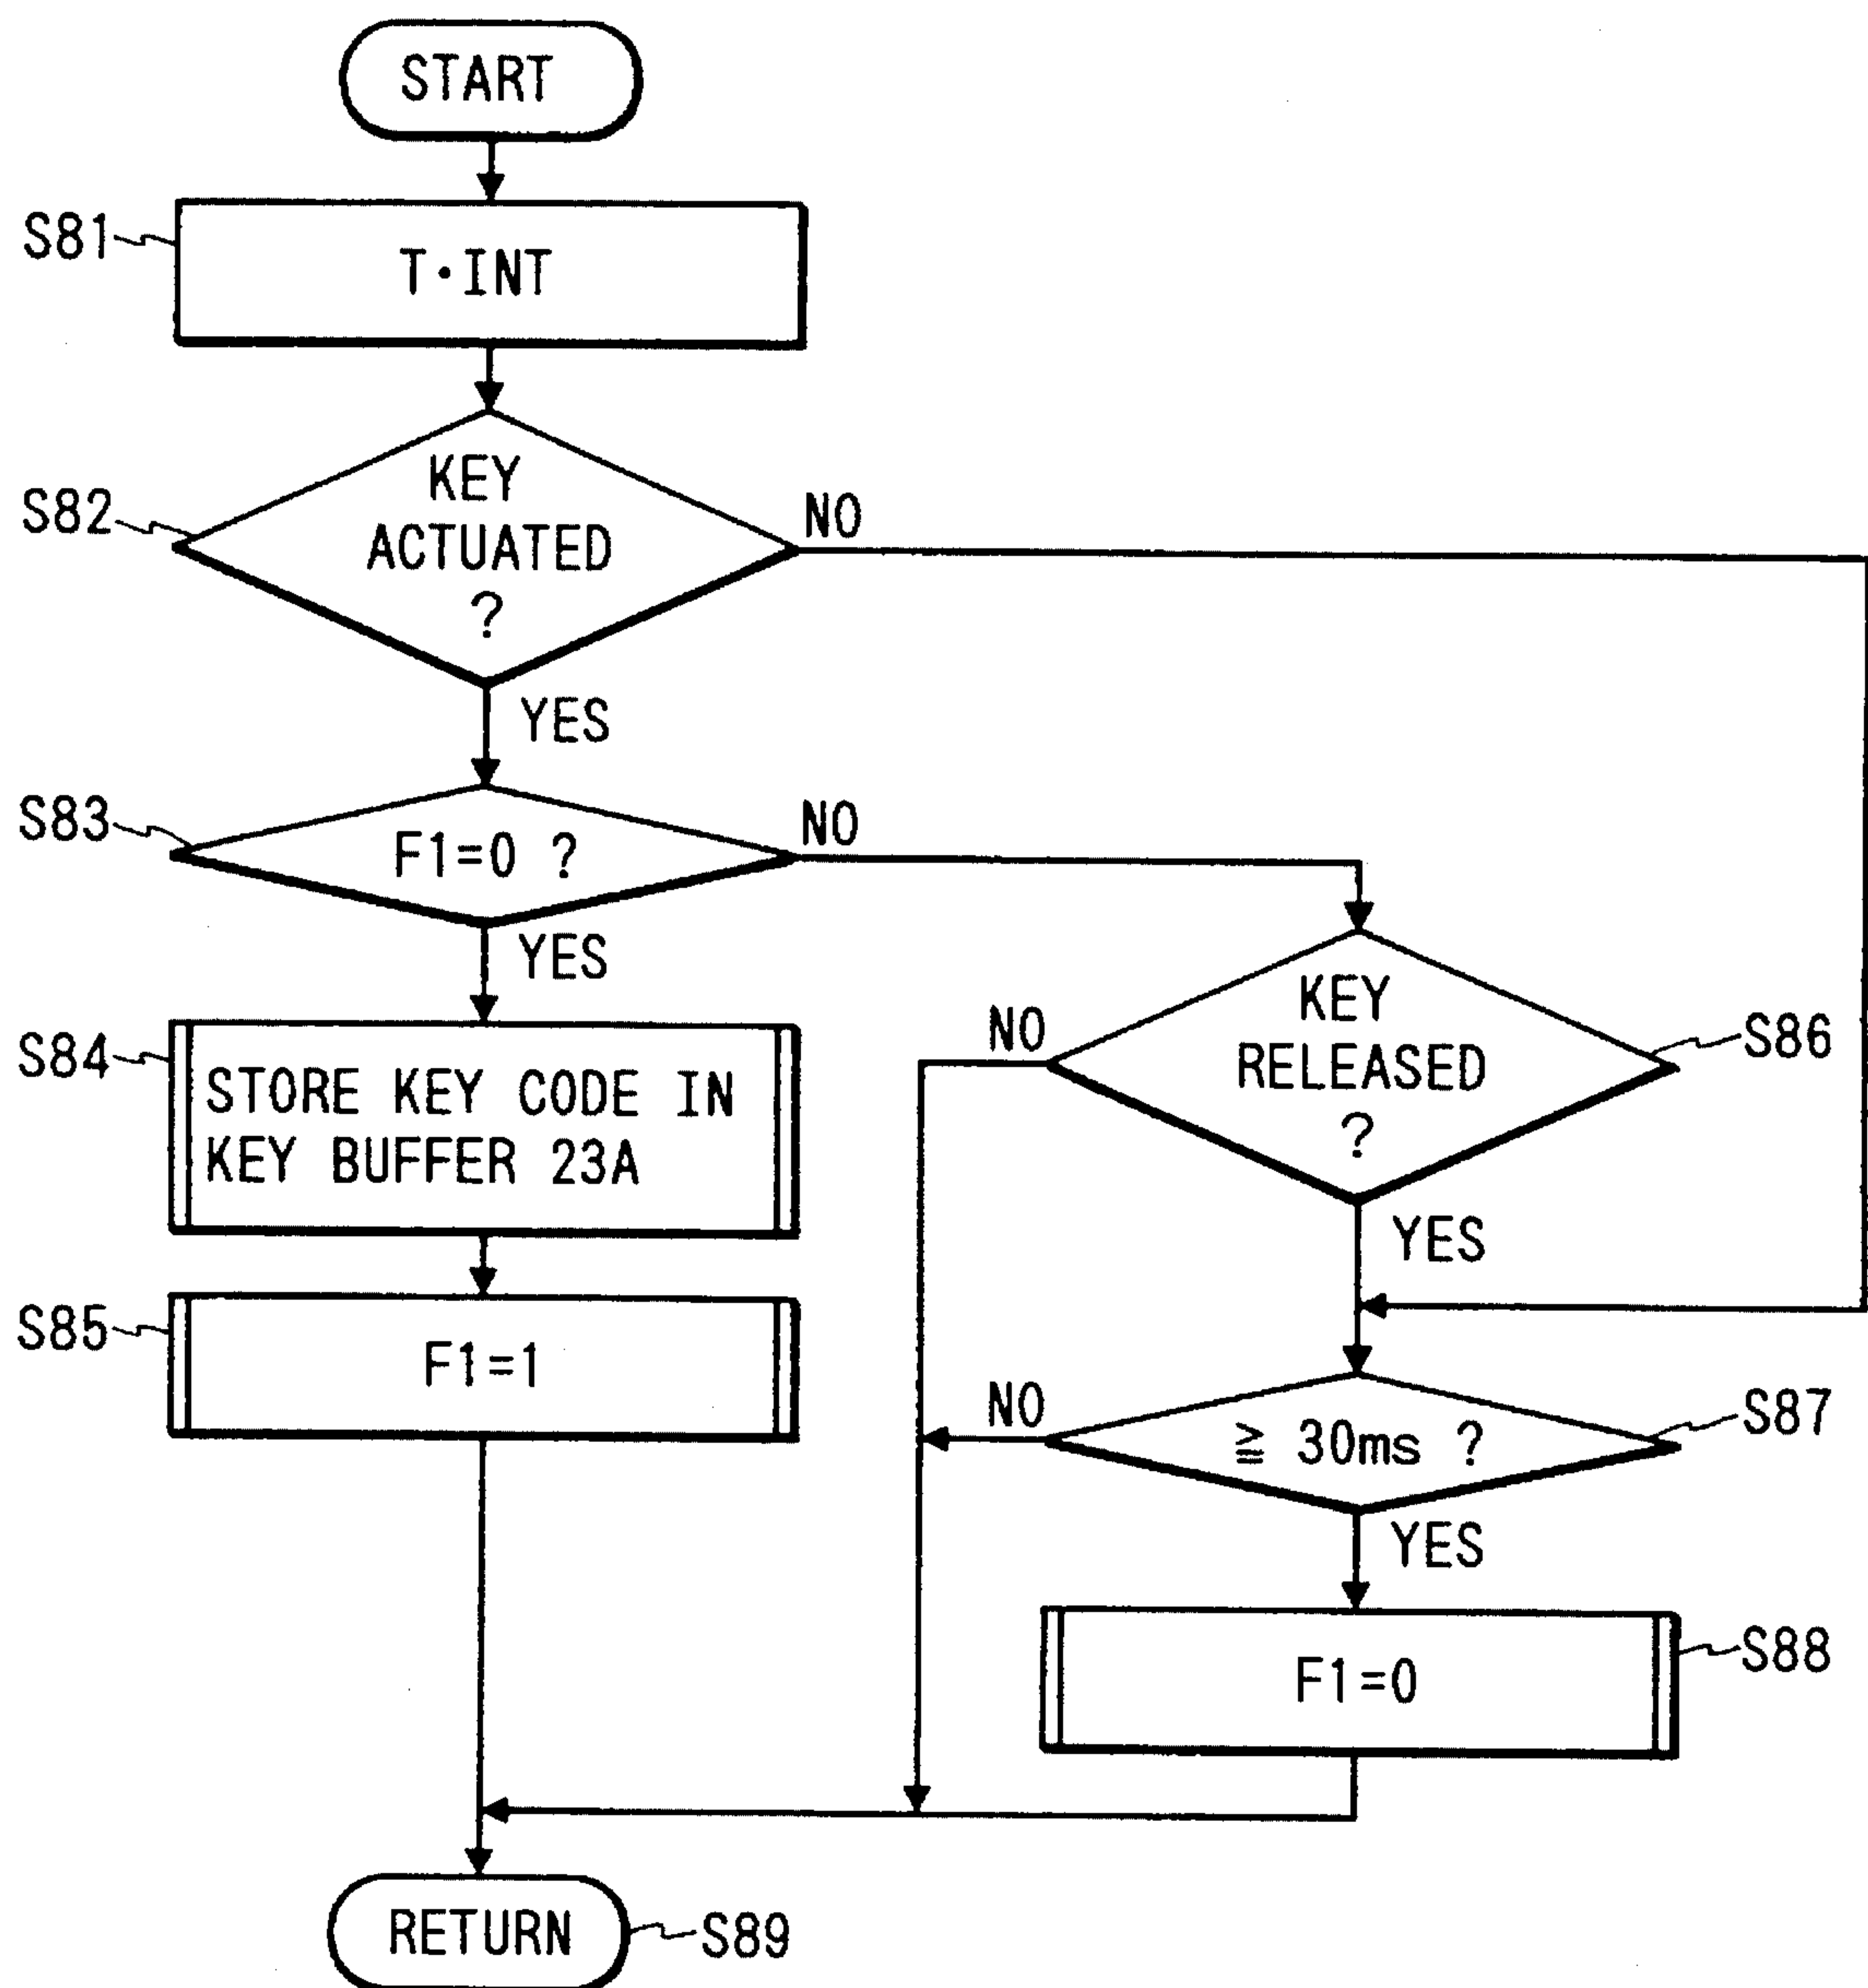 START
S81
T·INT
S82
KEY
ACTUATED
?
NO
YES
S83
F1=0 ?
NO
YES
S84
STORE KEY CODE IN
KEY BUFFER 23A
S85
F1=1
KEY
RELEASED
?
S86
NO
YES
≧ 30ms ?
S87
NO
YES
F1=0
S88
RETURN
S89